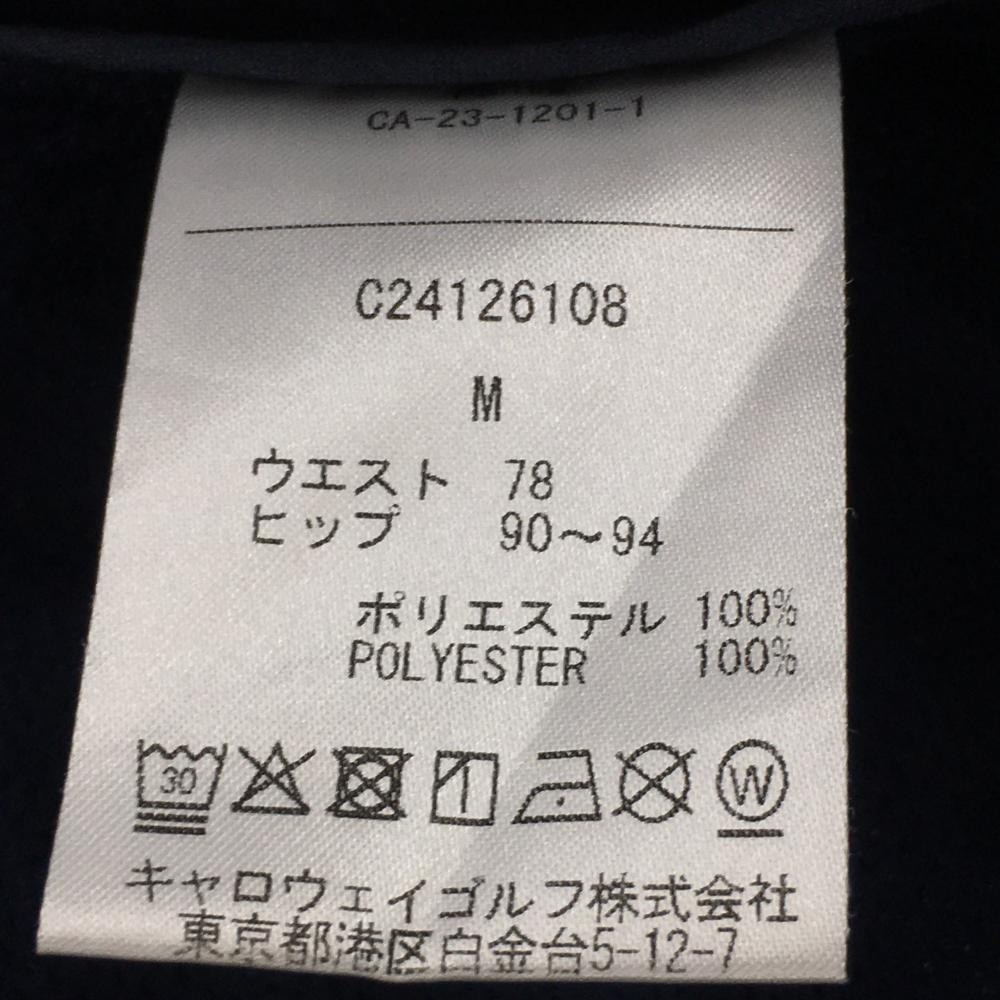 CA-23-1201-1
C24126108
M
ウエスト 78
ヒップ 90～94
ポリエステル 100%
POLYESTER 100%
30 W
キャロウェイゴルフ株式会社
東京都港区白金台5-12-7